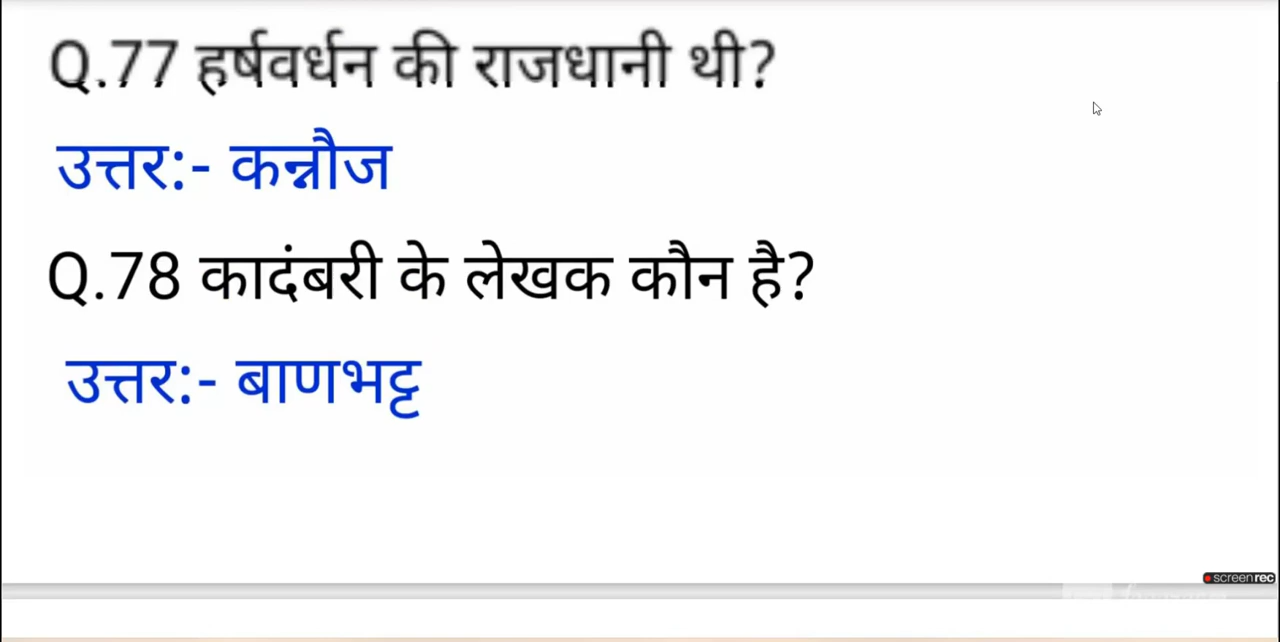 Q.77 हर्षवर्धन की राजधानी थी?
उत्तर:- कन्नौज
Q.78 कादंबरी के लेखक कौन है?
उत्तर:- बाणभट्ट
screenrec